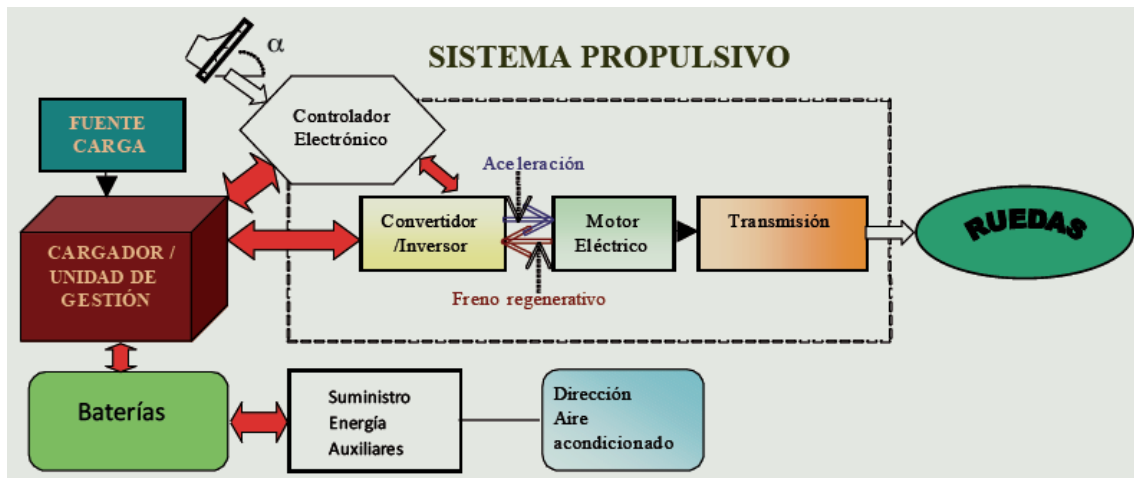 SISTEMA PROPULSIVO
α
Controlador
Electrónico
FUENTE
CARGA
Aceleración
CARGADOR /
UNIDAD DE
GESTIÓN
Convertidor
/Inversor
Motor
Eléctrico
Transmisión
RUEDAS
Freno regenerativo
Baterías
Suministro
Energía
Auxiliares
Dirección
Aire
acondicionado